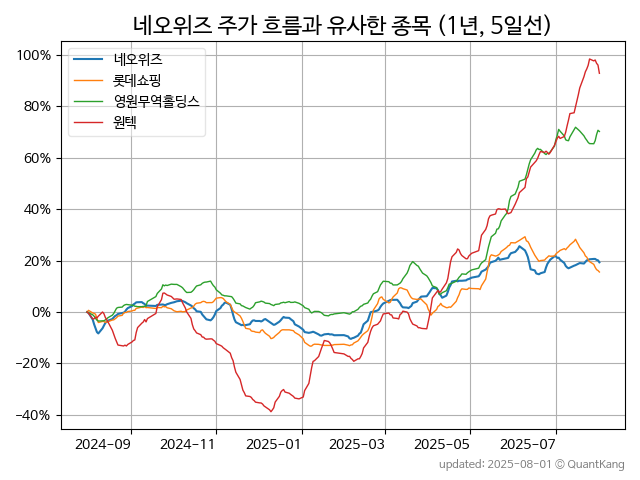 네오위즈 주가 흐름과 유사한 종목 (1년, 5일선)
네오위즈
롯데쇼핑
영원무역홀딩스
원텍
100%
80%
60%
40%
20%
0%
−20%
−40%
2024-09
2024-11
2025-01
2025-03
2025-05
2025-07
updated: 2025-08-01 © QuantKang